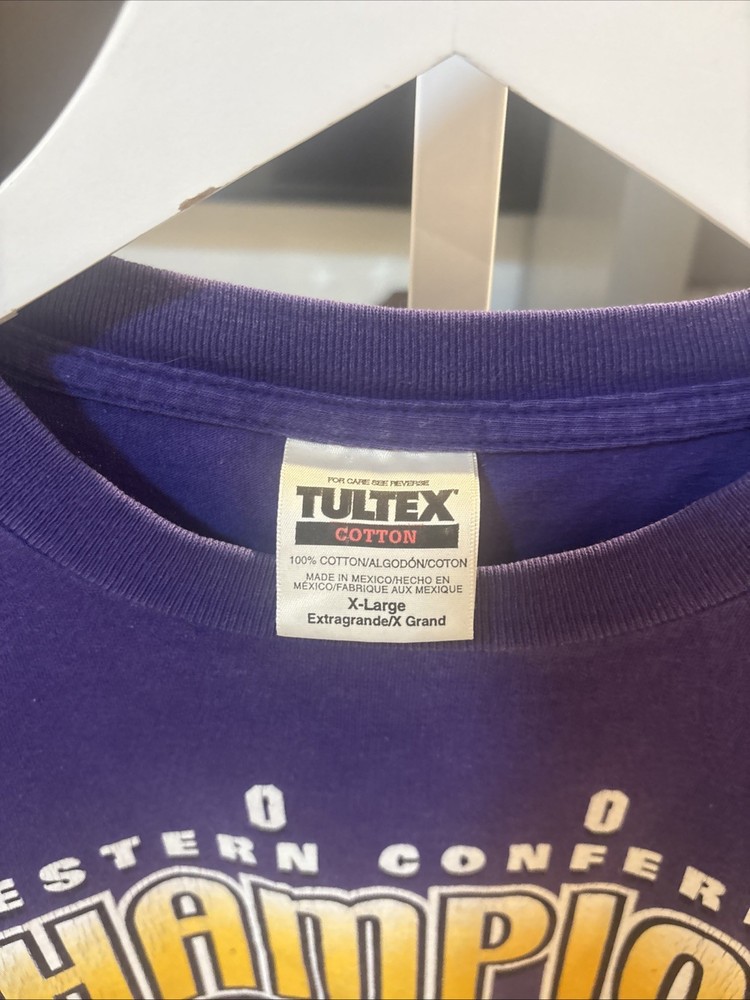 FOR CARE SEE REVERSE
TULTEX
COTTON
100% COTTON/ALGODÓN/COTON
MADE IN MEXICO/HECHO EN
MÉXICO/FABRIQUE AUX MEXIQUE
X-Large
Extragrande/X Grand
0 0
ESTERN CONFER
HAMPIO